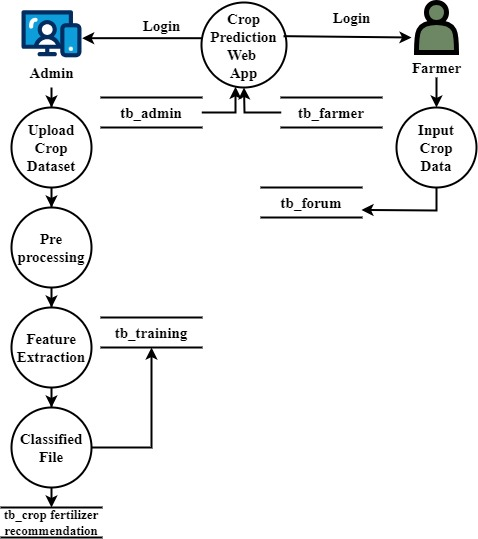 Login
Crop
Prediction
Web
App
Login
Admin
Farmer
tb_admin
tb_farmer
Upload
Crop
Dataset
Input
Crop
Data
tb_forum
Pre
processing
Feature
Extraction
tb_training
Classified
File
tb_crop fertilizer
recommendation